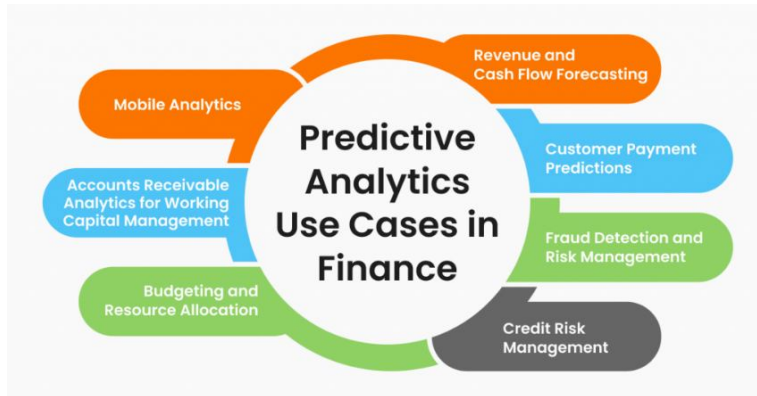 Predictive
Analytics
Use Cases in
Finance
Revenue and
Cash Flow Forecasting
Customer Payment
Predictions
Fraud Detection and
Risk Management
Credit Risk
Management
Budgeting and
Resource Allocation
Accounts Receivable
Analytics for Working
Capital Management
Mobile Analytics